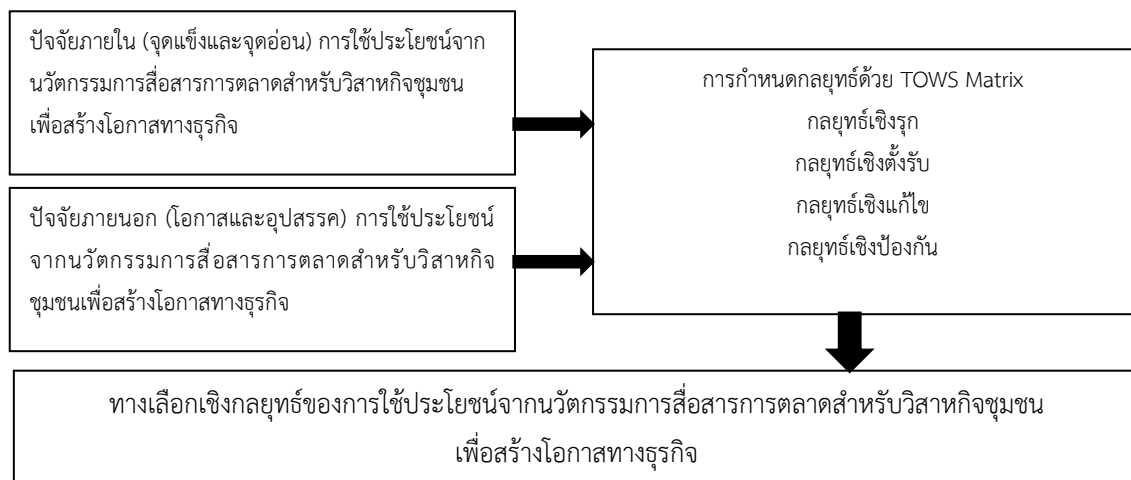 ปัจจัยภายใน (จุดแข็งและจุดอ่อน) การใช้ประโยชน์จาก
นวัตกรรมการสื่อสารการตลาดสำหรับวิสาหกิจชุมชน
เพื่อสร้างโอกาสทางธุรกิจ
ปัจจัยภายนอก (โอกาสและอุปสรรค) การใช้ประโยชน์
จากนวัตกรรมการสื่อสารการตลาดสำหรับวิสาหกิจ
ชุมชนเพื่อสร้างโอกาสทางธุรกิจ
การกำหนดกลยุทธ์ด้วย TOWS Matrix
กลยุทธ์เชิงรุก
กลยุทธ์เชิงตั้งรับ
กลยุทธ์เชิงแก้ไข
กลยุทธ์เชิงป้องกัน
ทางเลือกเชิงกลยุทธ์ของการใช้ประโยชน์จากนวัตกรรมการสื่อสารการตลาดสำหรับวิสาหกิจชุมชน
เพื่อสร้างโอกาสทางธุรกิจ